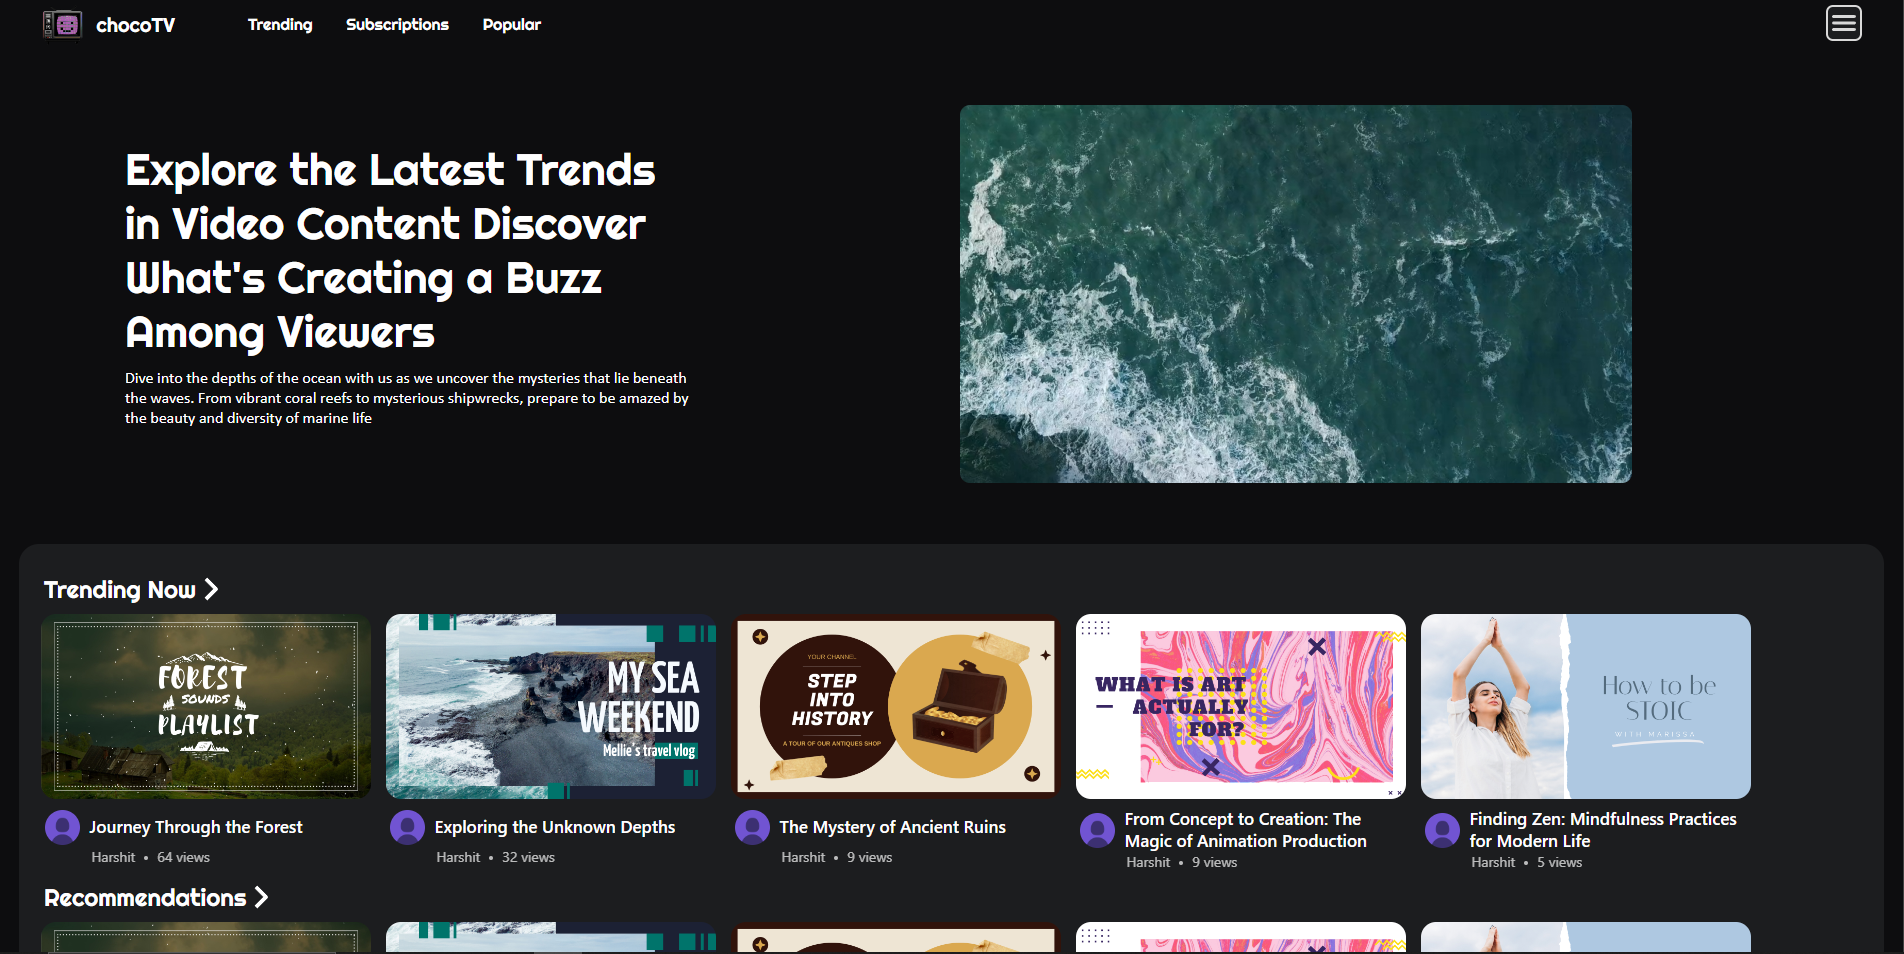 chocoTV
Trending
Subscriptions
Popular
Explore the Latest Trends
in Video Content Discover
What's Creating a Buzz
Among Viewers
Dive into the depths of the ocean with us as we uncover the mysteries that lie beneath
the waves. From vibrant coral reefs to mysterious shipwrecks, prepare to be amazed by
the beauty and diversity of marine life
Trending Now
FOREST
SOUNDS
PLAYLIST
MY SEA
WEEKEND
Mellie's travel vlog
YOUR CHANNEL
STEP
INTO
HISTORY
A TOUR OF OUR ANTIQUES SHOP
WHAT IS ART
— ACTUALLY
FOR?
How to be
STOIC
WITH MARISSA
Journey Through the Forest
Harshit • 64 views
Exploring the Unknown Depths
Harshit • 32 views
The Mystery of Ancient Ruins
Harshit • 9 views
From Concept to Creation: The
Magic of Animation Production
Harshit • 9 views
Finding Zen: Mindfulness Practices
for Modern Life
Harshit • 5 views
Recommendations